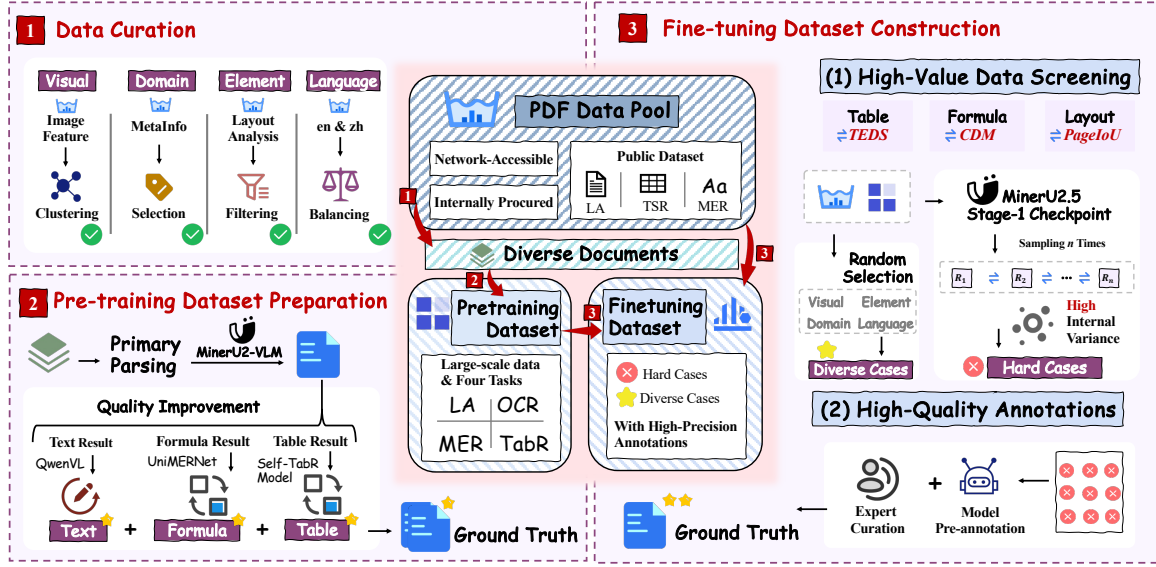 1 Data Curation
Visual Domain Element Language
Image Feature
MetaInfo
Layout Analysis
en & zh
Clustering
Selection
Filtering
Balancing
PDF Data Pool
Network-Accessible
Internally Procured
Public Dataset
LA
TSR
Aa
MER
1
Diverse Documents
3
2
Pretraining
Dataset
3
Finetuning
Dataset
Large-scale data
& Four Tasks
LA OCR
MER TabR
Hard Cases
Diverse Cases
With High-Precision
Annotations
2 Pre-training Dataset Preparation
Primary
Parsing
MinerU2-VLM
Quality Improvement
Text Result
QwenVL
Text
+
Formula Result
UniMERNet
Formula
+
Table Result
Self-TabR
Model
Table
Ground Truth
3 Fine-tuning Dataset Construction
(1) High-Value Data Screening
Table
⇌TEDS
Formula
⇌CDM
Layout
⇌PageIoU
MinerU2.5
Stage-1 Checkpoint
Sampling n Times
R1 ⇌ R2 ⇌ ··· ⇌ Rn
High
Internal
Variance
Hard Cases
Random
Selection
Visual Element
Domain Language
Diverse Cases
(2) High-Quality Annotations
Expert
Curation
+
Model
Pre-annotation
Ground Truth